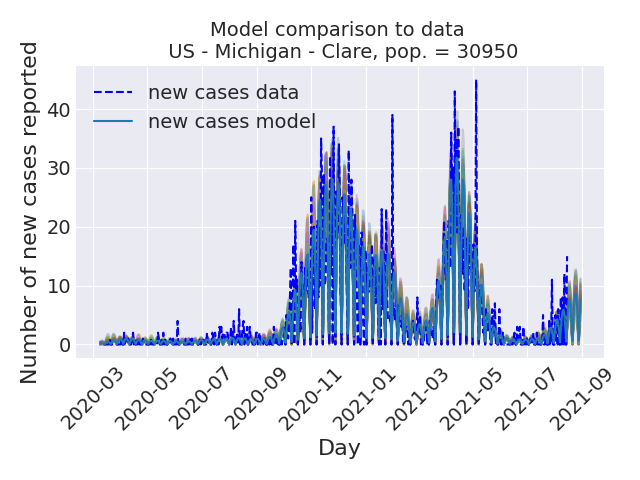 Model comparison to data
US - Michigan - Clare, pop. = 30950
Number of new cases reported
new cases data
new cases model
40
30
20
10
0
2020-03
2020-05
2020-07
2020-09
2020-11
2021-01
2021-03
2021-05
2021-07
2021-09
Day